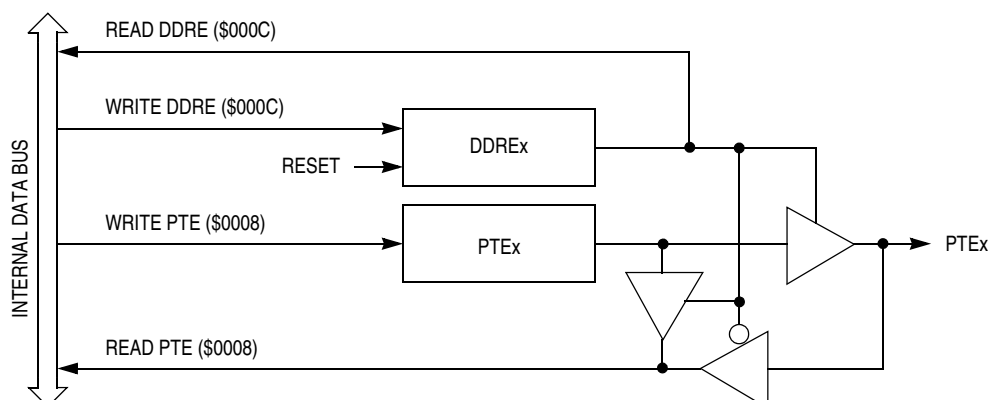 READ DDRE ($000C)
WRITE DDRE ($000C)
DDREx
RESET
INTERNAL DATA BUS
WRITE PTE ($0008)
PTEx
PTEx
READ PTE ($0008)